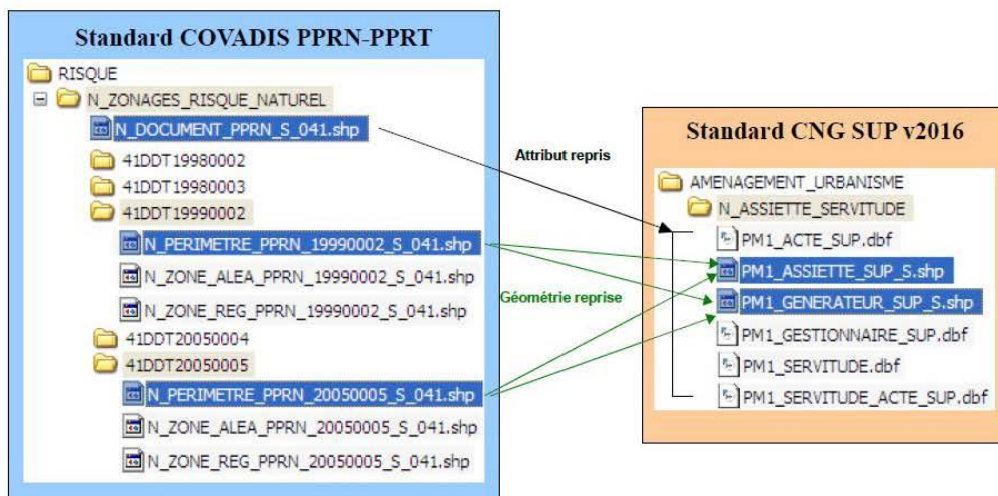 Standard COVADIS PPRN-PPRT
RISQUE
N_ZONAGES_RISQUE_NATUREL
N_DOCUMENT_PPRN_S_041.shp
41DDT19980002
41DDT19980003
41DDT19990002
N_PERIMETRE_PPRN_19990002_S_041.shp
N_ZONE_ALEA_PPRN_19990002_S_041.shp
N_ZONE_REG_PPRN_19990002_S_041.shp
41DDT20050004
41DDT20050005
N_PERIMETRE_PPRN_20050005_S_041.shp
N_ZONE_ALEA_PPRN_20050005_S_041.shp
N_ZONE_REG_PPRN_20050005_S_041.shp
Attribut repris
Géométrie reprise
Standard CNG SUP v2016
AMENAGEMENT_URBANISME
N_ASSIETTE_SERVITUDE
PM1_ACTE_SUP.dbf
PM1_ASSIETTE_SUP_S.shp
PM1_GENERATEUR_SUP_S.shp
PM1_GESTIONNAIRE_SUP.dbf
PM1_SERVITUDE.dbf
PM1_SERVITUDE_ACTE_SUP.dbf